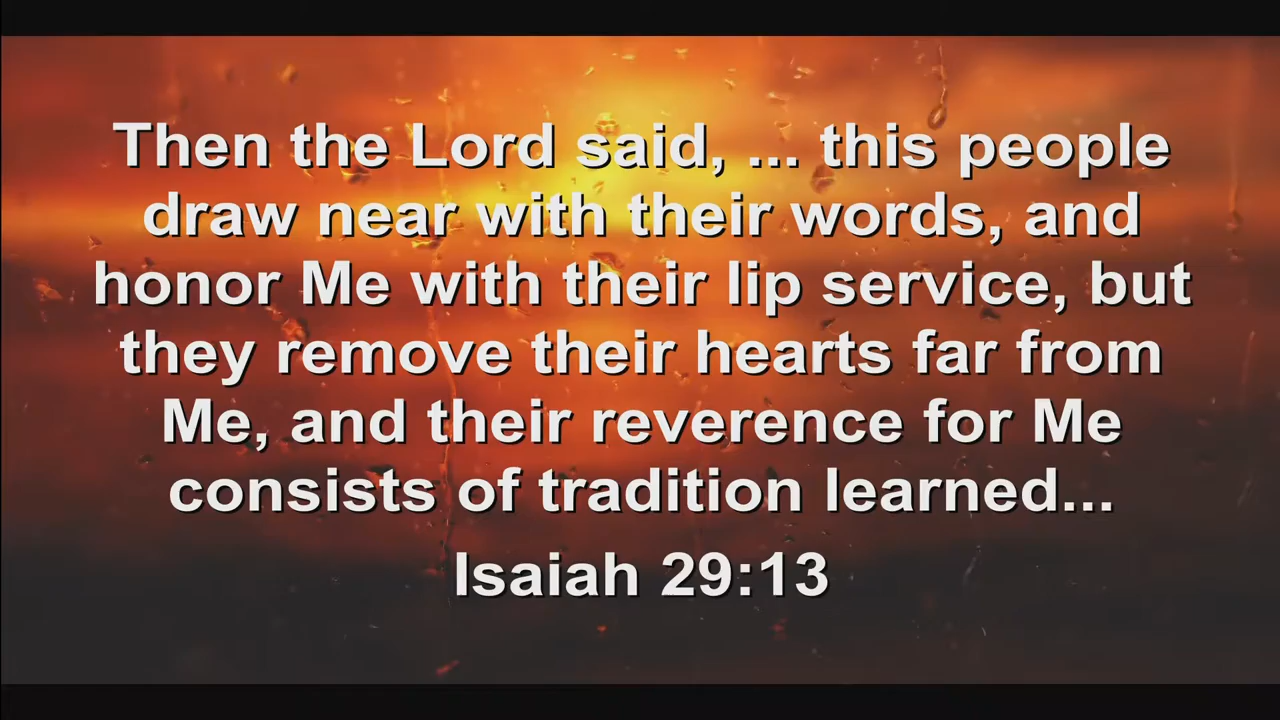 Then the Lord said, ... this people
draw near with their words, and
honor Me with their lip service, but
they remove their hearts far from
Me, and their reverence for Me
consists of tradition learned...
Isaiah 29:13